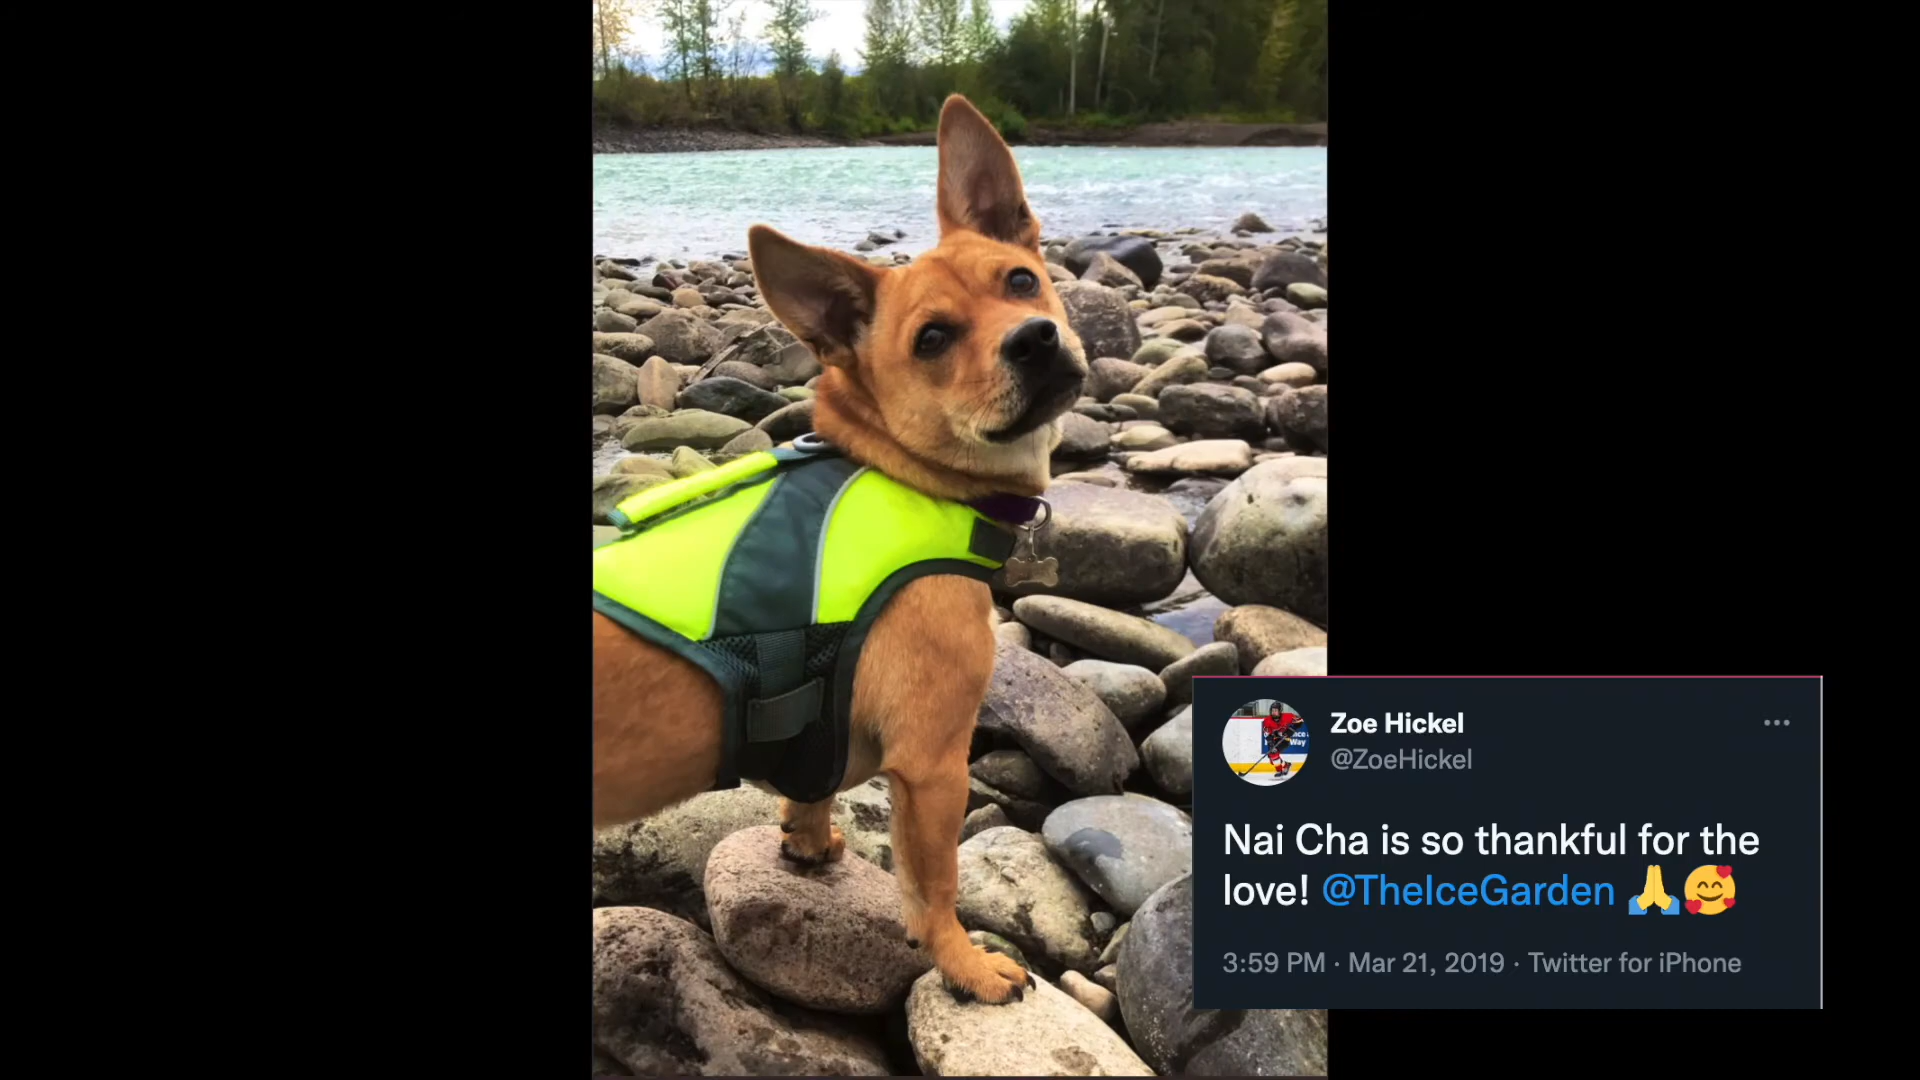 Zoe Hickel
@ZoeHickel
Nai Cha is so thankful for the
love! @TheIceGarden 🙏🥰
3:59 PM · Mar 21, 2019 · Twitter for iPhone